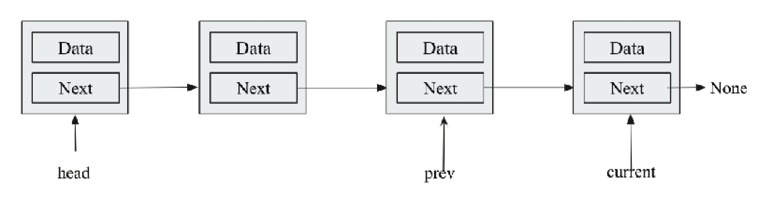 Data Data Data Data
Next Next Next Next None
head prev current